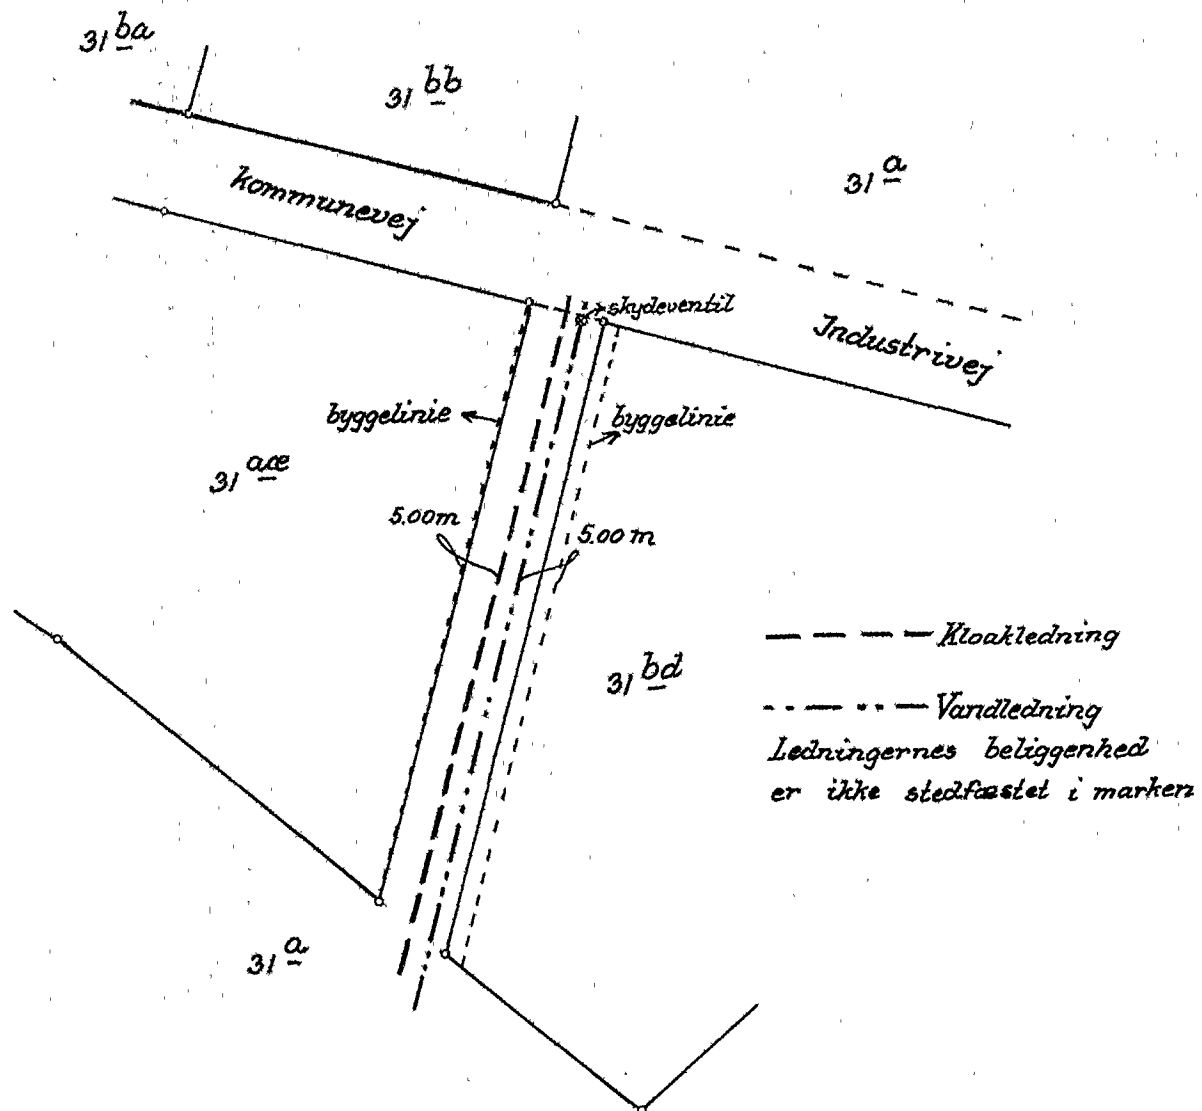 31 ba
31 bb
31 a
kommunevej
skydeventil
Industrivej
byggelinie
byggelinie
31 aæ
5.00 m
5.00 m
31 bd
Kloakledning
Vandledning
Ledningernes beliggenhed
er ikke stedfæstet i marken
31 a